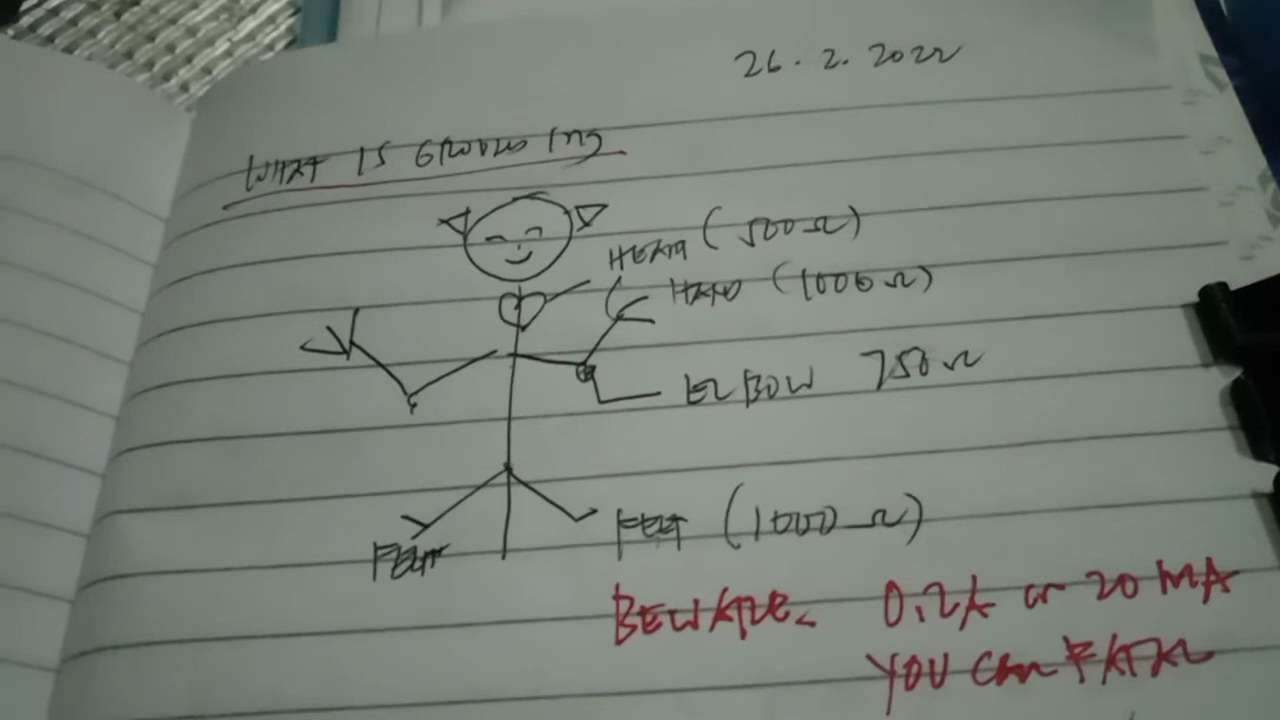 26.2.2022
WHAT IS GROUNDING
HEART (500Ω)
HAND (1000Ω)
ELBOW 750Ω
FEET (1000Ω)
FEET
BEWARE. 0.2A or 20 MA
YOU Can FATAL